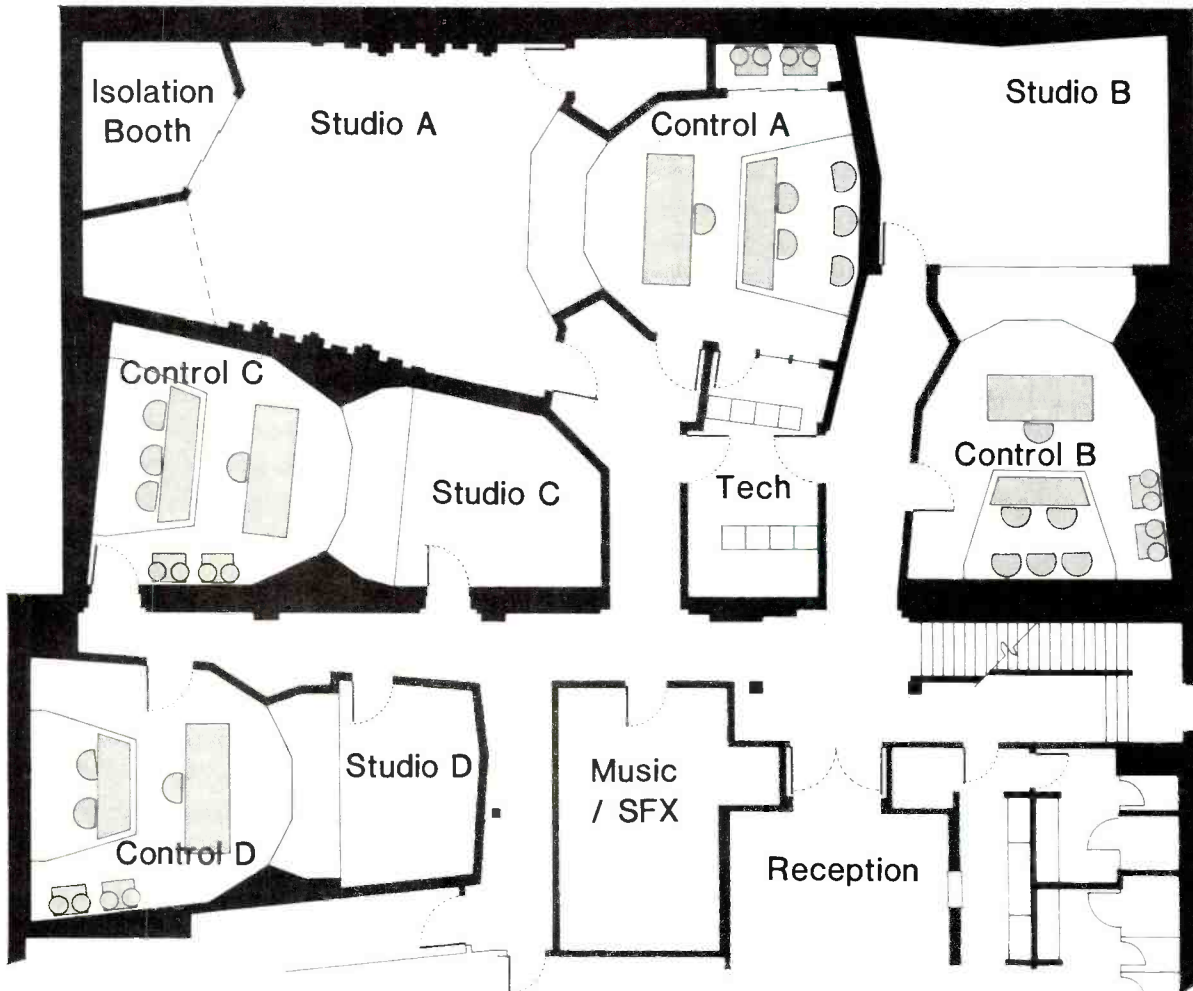 Isolation
Booth
Studio A
Control A
Studio B
Control C
Studio C
Tech
Control B
Control D
Studio D
Music
/ SFX
Reception